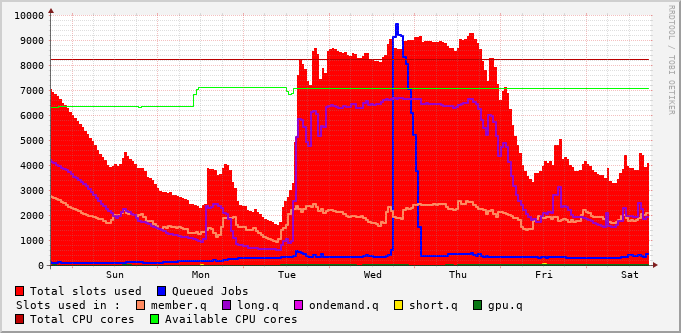 10000
9000
8000
7000
6000
5000
4000
3000
2000
1000
0
Sun Mon Tue Wed Thu Fri Sat
RRDTOOL / TOBI OETIKER
Total slots used Queued Jobs
Slots used in : member.q long.q ondemand.q short.q gpu.q
Total CPU cores Available CPU cores